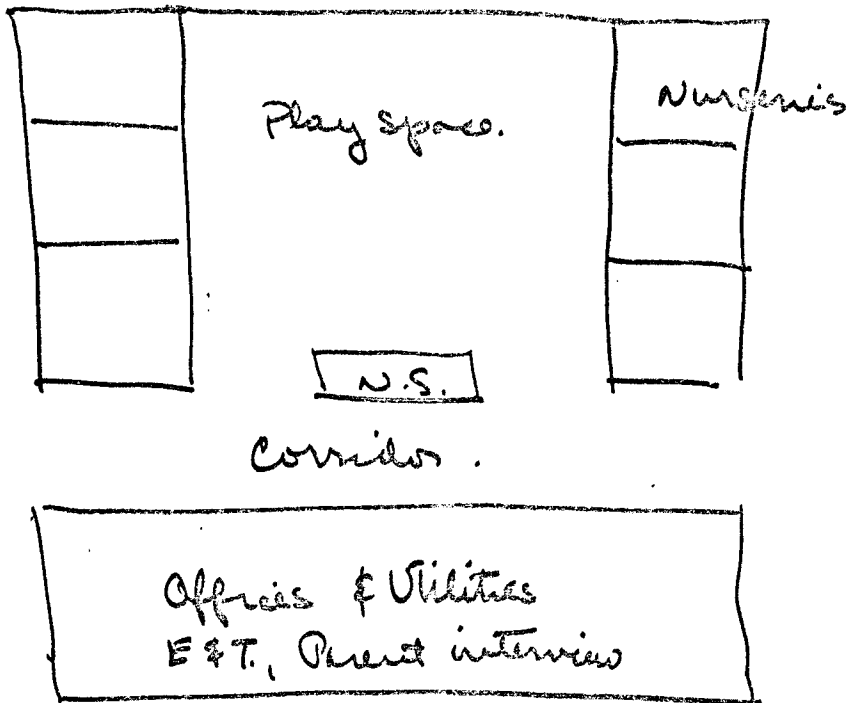 Play space.
Nurseries
N.S.
Corridor.
Offices & Utilities
E & T., Parent interview